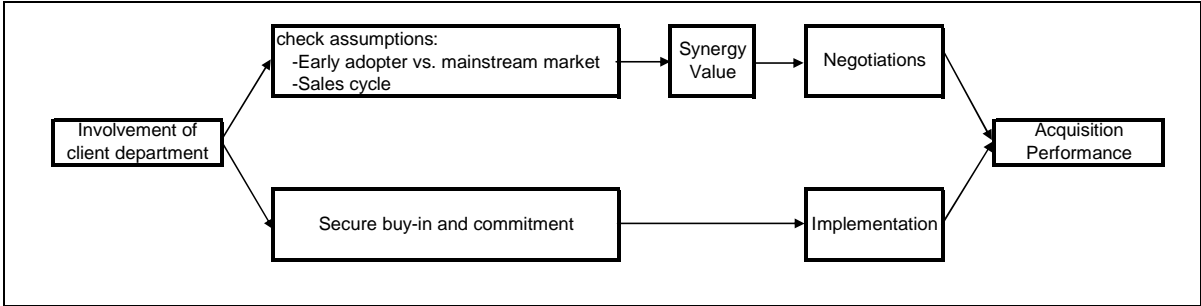 check assumptions:
-Early adopter vs. mainstream market
-Sales cycle
Synergy
Value
Negotiations
Involvement of
client department
Acquisition
Performance
Secure buy-in and commitment
Implementation